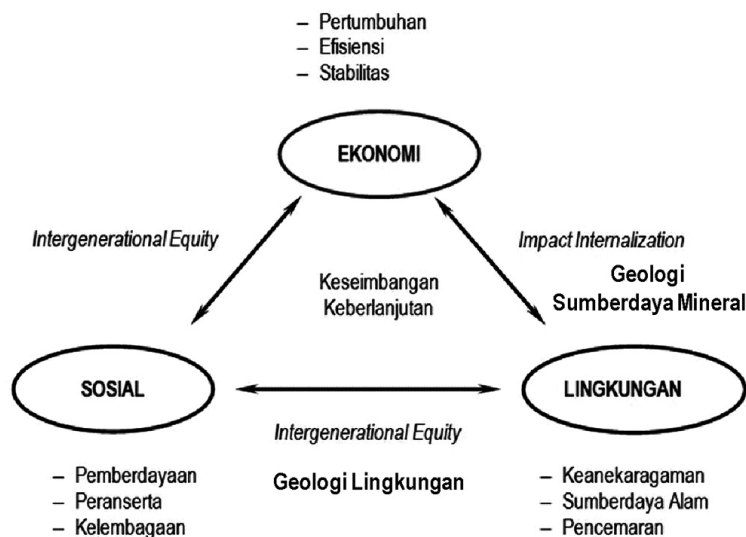 – Pertumbuhan
– Efisiensi
– Stabilitas
EKONOMI
Intergenerational Equity
Impact Internalization
Keseimbangan
Keberlanjutan
Geologi
Sumberdaya Mineral
SOSIAL
LINGKUNGAN
Intergenerational Equity
Geologi Lingkungan
– Pemberdayaan
– Peranserta
– Kelembagaan
– Keanekaragaman
– Sumberdaya Alam
– Pencemaran